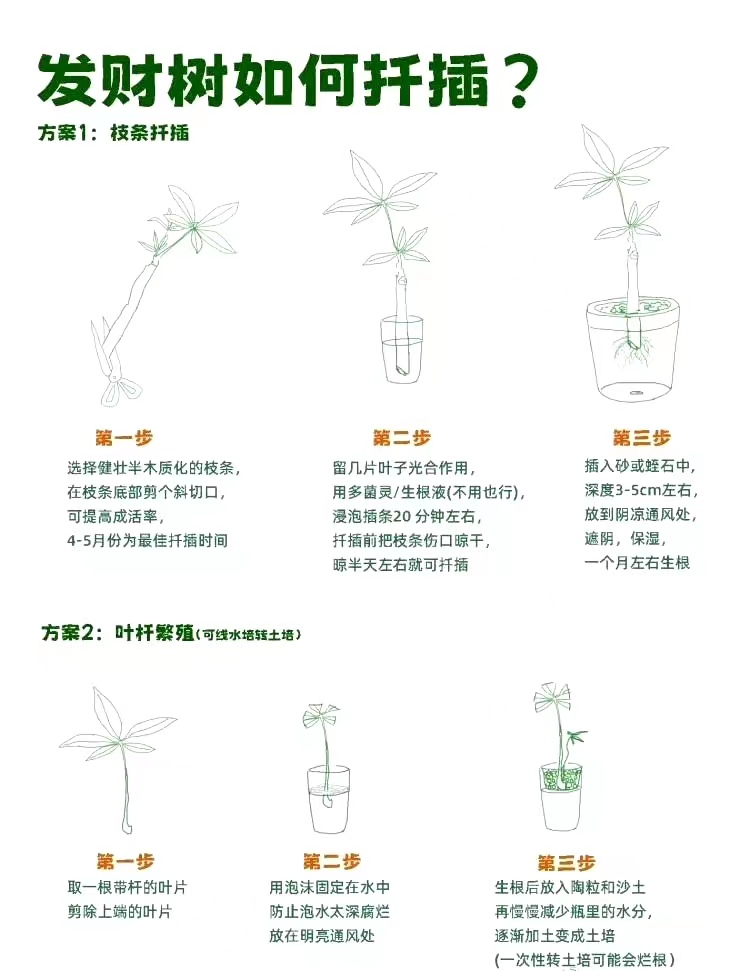 发财树如何扦插？
方案1：枝条扦插
第一步
选择健壮半木质化的枝条，
在枝条底部剪个斜切口，
可提高成活率，
4-5月份为最佳扦插时间
第二步
留几片叶子光合作用，
用多菌灵/生根液(不用也行)，
浸泡插条20 分钟左右，
扦插前把枝条伤口晾干，
晾半天左右就可扦插
第三步
插入砂或蛭石中，
深度3-5cm左右，
放到阴凉通风处，
遮阴，保湿，
一个月左右生根
方案2：叶杆繁殖(可线水培转土培)
第一步
取一根带杆的叶片
剪除上端的叶片
第二步
用泡沫固定在水中
防止泡水太深腐烂
放在明亮通风处
第三步
生根后放入陶粒和沙土
再慢慢减少瓶里的水分，
逐渐加土变成土培
(一次性转土培可能会烂根)